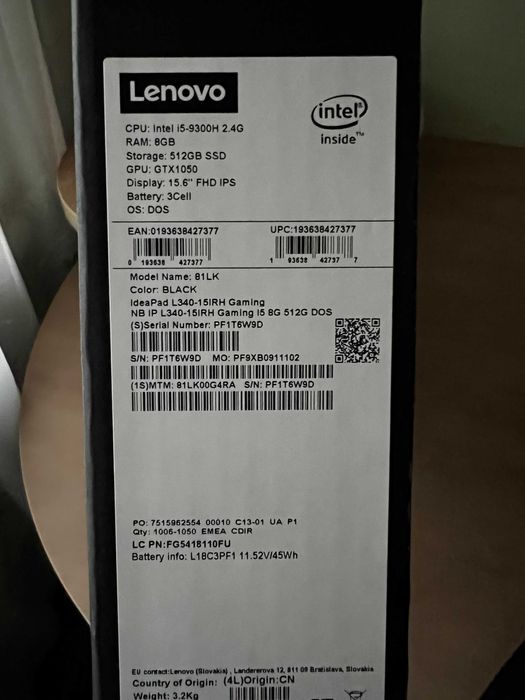 Lenovo
intel
inside™
CPU: Intel i5-9300H 2.4G
RAM: 8GB
Storage: 512GB SSD
GPU: GTX1050
Display: 15.6" FHD IPS
Battery: 3Cell
OS: DOS
EAN:0193638427377 UPC:193638427377
0 193638 427377 1 93638 42737 7
Model Name: 81LK
Color: BLACK
IdeaPad L340-15IRH Gaming
NB IP L340-15IRH Gaming I5 8G 512G DOS
(S)Serial Number: PF1T6W9D
S/N: PF1T6W9D MO: PF9XB0911102
(1S)MTM: 81LK00G4RA S/N: PF1T6W9D
PO: 7515962554 00010 C13-01 UA P1
Qty: 1006-1050 EMEA CDIR
LC PN:FG5418110FU
Battery info: L18C3PF1 11.52V/45Wh
EU contact:Lenovo (Slovakia) , Landererova 12, 811 09 Bratislava, Slovakia
Country of Origin: (4L)Origin:CN
Weight: 3.2Kg